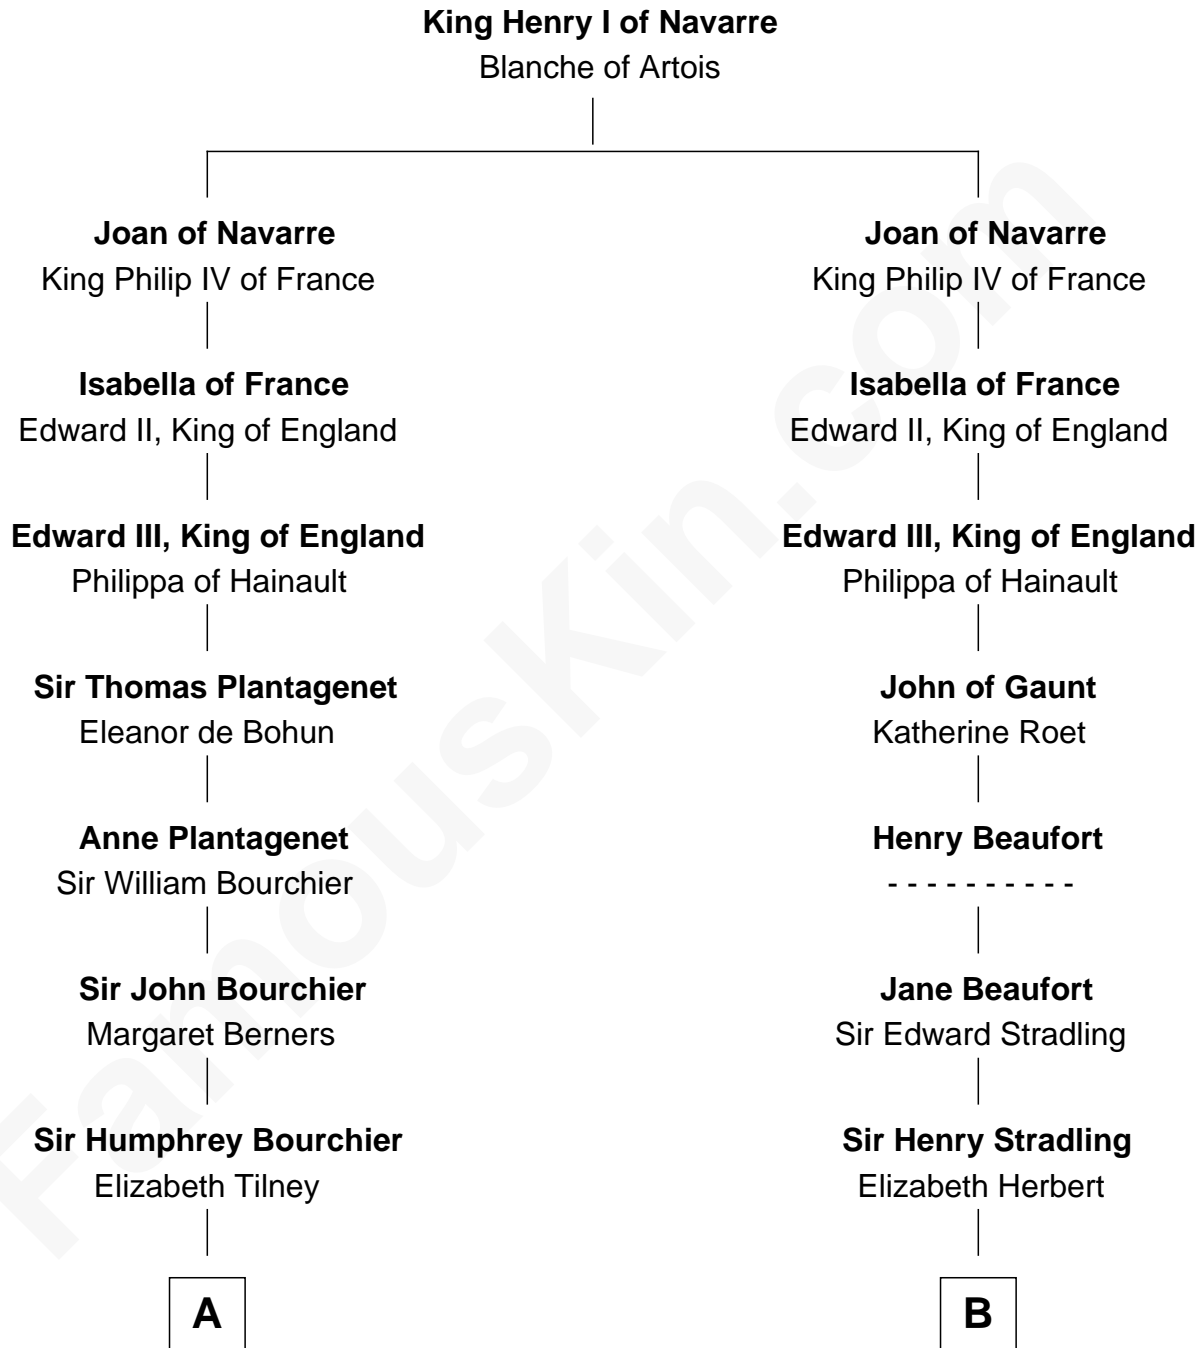 King Henry I of Navarre
Blanche of Artois
Joan of Navarre
King Philip IV of France
Isabella of France
Edward II, King of England
Edward III, King of England
Philippa of Hainault
Sir Thomas Plantagenet
Eleanor de Bohun
Anne Plantagenet
Sir William Bourchier
Sir John Bourchier
Margaret Berners
Sir Humphrey Bourchier
Elizabeth Tilney
A
Joan of Navarre
King Philip IV of France
Isabella of France
Edward II, King of England
Edward III, King of England
Philippa of Hainault
John of Gaunt
Katherine Roet
Henry Beaufort
- - - - - - - - - -
Jane Beaufort
Sir Edward Stradling
Sir Henry Stradling
Elizabeth Herbert
B
FamousKin.com